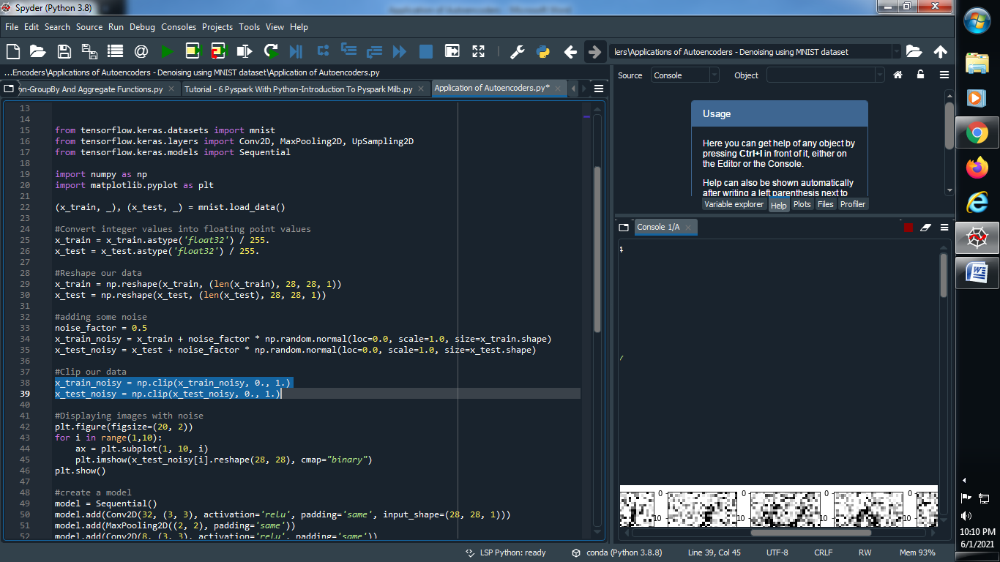 Spyder (Python 3.8)
File Edit Search Source Run Debug Consoles Projects Tools View Help
lers\Applications of Autoencoders - Denoising using MNIST dataset
...Encoders\Applications of Autoencoders - Denoising using MNIST dataset\Application of Autoencoders.py
on-GroupBy And Aggregate Functions.py
Tutorial - 6 Pyspark With Python-Introduction To Pyspark Milb.py
Application of Autoencoders.py*
13
14
15 from tensorflow.keras.datasets import mnist
16 from tensorflow.keras.layers import Conv2D, MaxPooling2D, UpSampling2D
17 from tensorflow.keras.models import Sequential
18
19 import numpy as np
20 import matplotlib.pyplot as plt
21
22 (x_train, _), (x_test, _) = mnist.load_data()
23
24 #Convert integer values into floating point values
25 x_train = x_train.astype('float32') / 255.
26 x_test = x_test.astype('float32') / 255.
27
28 #Reshape our data
29 x_train = np.reshape(x_train, (len(x_train), 28, 28, 1))
30 x_test = np.reshape(x_test, (len(x_test), 28, 28, 1))
31
32 #adding some noise
33 noise_factor = 0.5
34 x_train_noisy = x_train + noise_factor * np.random.normal(loc=0.0, scale=1.0, size=x_train.shape)
35 x_test_noisy = x_test + noise_factor * np.random.normal(loc=0.0, scale=1.0, size=x_test.shape)
36
37 #Clip our data
38 x_train_noisy = np.clip(x_train_noisy, 0., 1.)
39 x_test_noisy = np.clip(x_test_noisy, 0., 1.)
40
41 #Displaying images with noise
42 plt.figure(figsize=(20, 2))
43 for i in range(1,10):
44 ax = plt.subplot(1, 10, i)
45 plt.imshow(x_test_noisy[i].reshape(28, 28), cmap="binary")
46 plt.show()
47
48 #create a model
49 model = Sequential()
50 model.add(Conv2D(32, (3, 3), activation='relu', padding='same', input_shape=(28, 28, 1)))
51 model.add(MaxPooling2D((2, 2), padding='same'))
52 model.add(Conv2D(8, (3, 3), activation='relu', padding='same'))
Source Console Object
Usage
Here you can get help of any object by
pressing Ctrl+I in front of it, either on
the Editor or the Console.
Help can also be shown automatically
after writing a left parenthesis next to
Variable explorer Help Plots Files Profiler
Console 1/A
0 0 0 0
10 10 10 10
LSP Python: ready conda (Python 3.8.8) Line 39, Col 45 UTF-8 CRLF RW Mem 93%
10:10 PM
6/1/2021